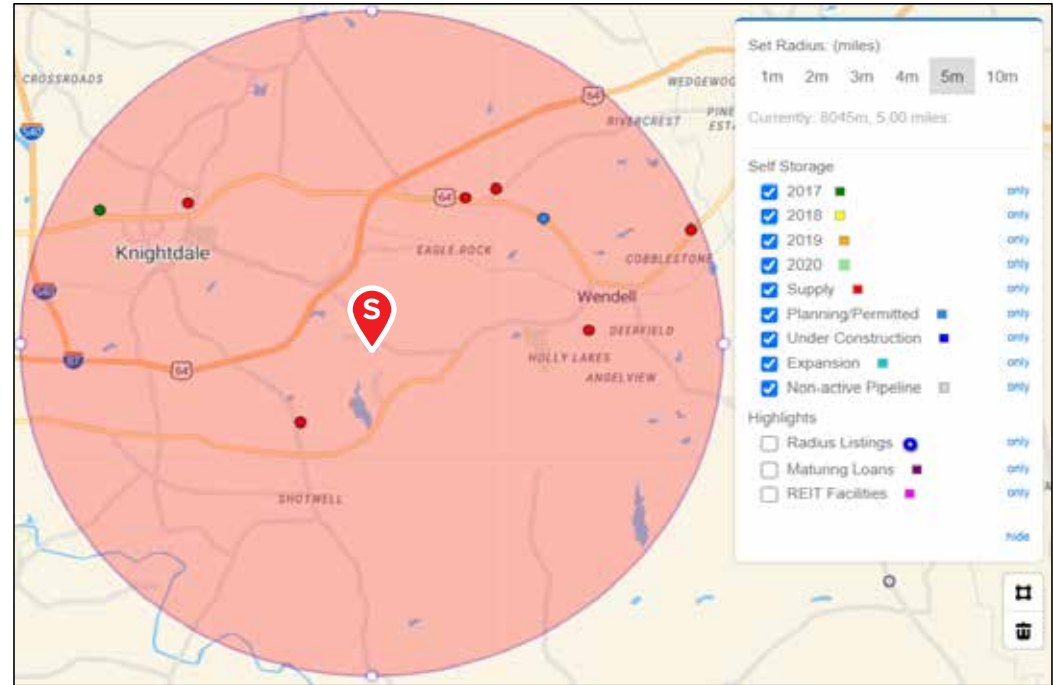 CROSSROADS
540
64
WEDGEWOO
RIVERCREST
PINE
EST
64
Knightdale
EAGLE ROCK
COBBLESTONE
540
Wendell
S
DEERFIELD
HOLLY LAKES
ANGELVIEW
87
64
SHOTWELL
Set Radius: (miles)
1m 2m 3m 4m 5m 10m
Currently: 8045m, 5.00 miles.
Self Storage
2017 only
2018 only
2019 only
2020 only
Supply only
Planning/Permitted only
Under Construction only
Expansion only
Non-active Pipeline only
Highlights
Radius Listings only
Maturing Loans only
REIT Facilities only
hide